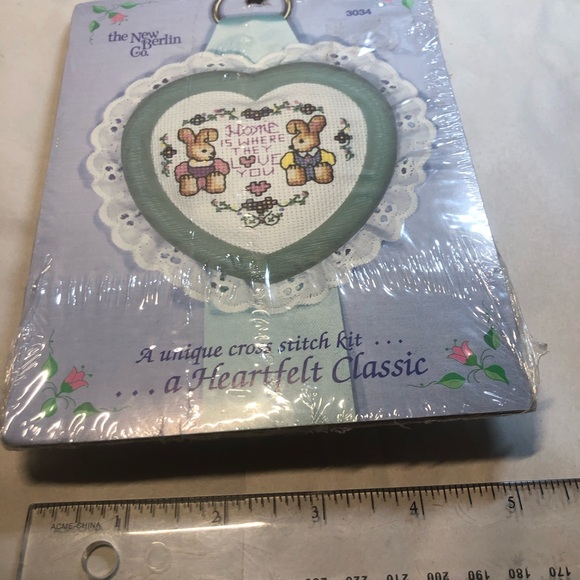 the New
Berlin
Co.
3034
Home
IS WHERE
THEY
LOVE
YOU
A unique cross stitch kit . . .
. . . a Heartfelt Classic
1 2 3 4 5
ACME-CHINA
210 200 190 180 170